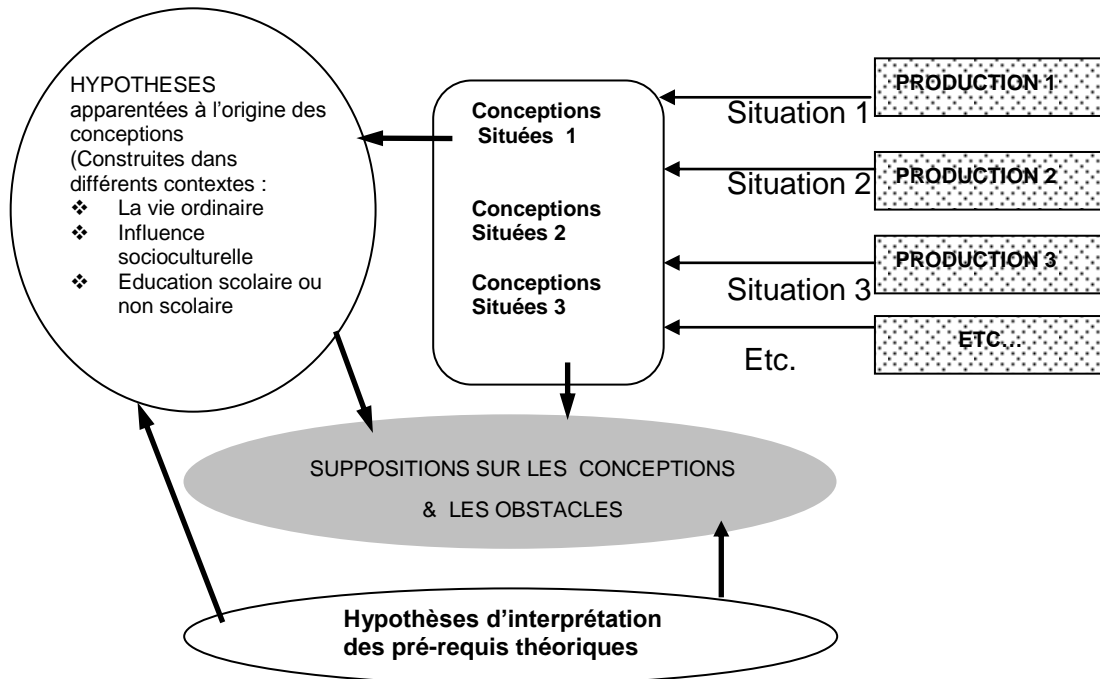 HYPOTHESES
apparentées à l'origine des
conceptions
(Construites dans
différents contextes :
❖ La vie ordinaire
❖ Influence
socioculturelle
❖ Education scolaire ou
non scolaire
Conceptions
Situées 1
Conceptions
Situées 2
Conceptions
Situées 3
Situation 1
Situation 2
Situation 3
Etc.
PRODUCTION 1
PRODUCTION 2
PRODUCTION 3
ETC…
SUPPOSITIONS SUR LES CONCEPTIONS
& LES OBSTACLES
Hypothèses d'interprétation
des pré-requis théoriques